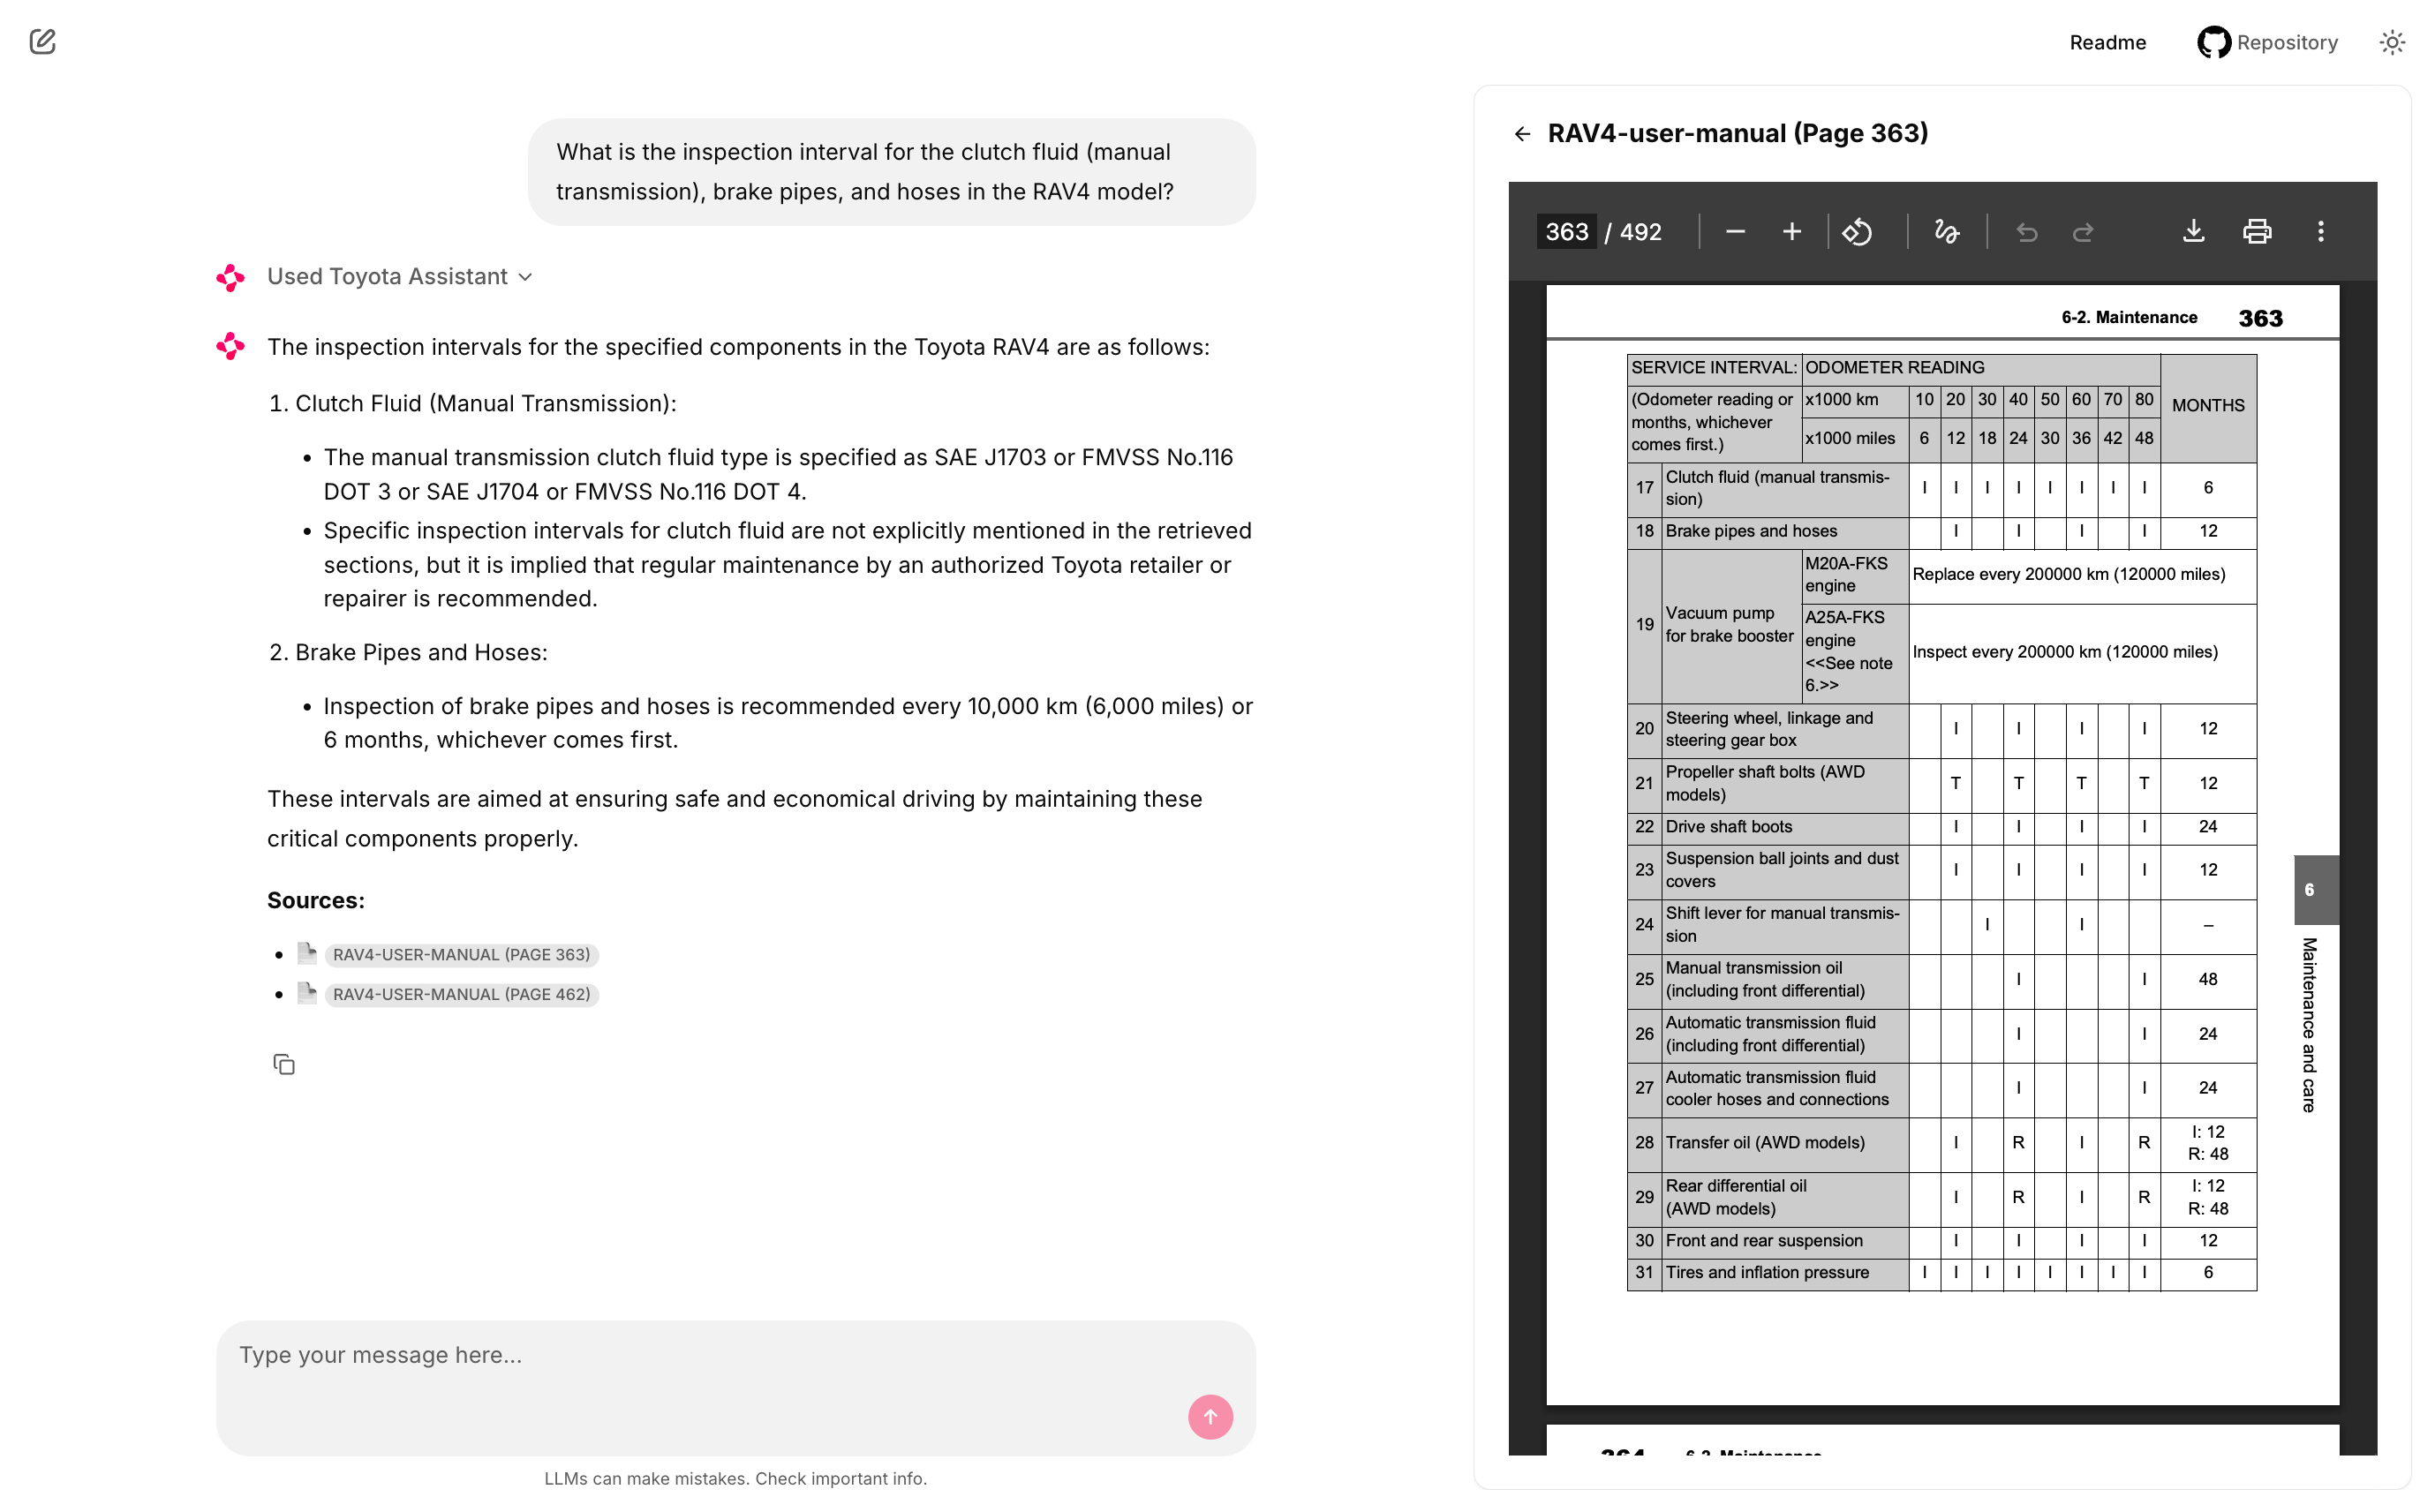 Readme
Repository
What is the inspection interval for the clutch fluid (manual
transmission), brake pipes, and hoses in the RAV4 model?
Used Toyota Assistant
The inspection intervals for the specified components in the Toyota RAV4 are as follows:
1. Clutch Fluid (Manual Transmission):
• The manual transmission clutch fluid type is specified as SAE J1703 or FMVSS No.116
DOT 3 or SAE J1704 or FMVSS No.116 DOT 4.
• Specific inspection intervals for clutch fluid are not explicitly mentioned in the retrieved
sections, but it is implied that regular maintenance by an authorized Toyota retailer or
repairer is recommended.
2. Brake Pipes and Hoses:
• Inspection of brake pipes and hoses is recommended every 10,000 km (6,000 miles) or
6 months, whichever comes first.
These intervals are aimed at ensuring safe and economical driving by maintaining these
critical components properly.
Sources:
• RAV4-USER-MANUAL (PAGE 363)
• RAV4-USER-MANUAL (PAGE 462)
Type your message here...
LLMs can make mistakes. Check important info.
RAV4-user-manual (Page 363)
363 / 492
6-2. Maintenance 363
SERVICE INTERVAL: ODOMETER READING
(Odometer reading or
months, whichever
comes first.)
x1000 km 10 20 30 40 50 60 70 80
x1000 miles 6 12 18 24 30 36 42 48
MONTHS
17 Clutch fluid (manual transmis-
sion) I I I I I I I I 6
18 Brake pipes and hoses I I I I 12
19 Vacuum pump
for brake booster
M20A-FKS
engine
Replace every 200000 km (120000 miles)
A25A-FKS
engine
<<See note
6.>>
Inspect every 200000 km (120000 miles)
20 Steering wheel, linkage and
steering gear box I I I I 12
21 Propeller shaft bolts (AWD
models) T T T T 12
22 Drive shaft boots I I I I 24
23 Suspension ball joints and dust
covers I I I I 12
24 Shift lever for manual transmis-
sion I I –
25 Manual transmission oil
(including front differential) I I 48
26 Automatic transmission fluid
(including front differential) I I 24
27 Automatic transmission fluid
cooler hoses and connections I I 24
28 Transfer oil (AWD models) I R I R I: 12
R: 48
29 Rear differential oil
(AWD models) I R I R I: 12
R: 48
30 Front and rear suspension I I I I 12
31 Tires and inflation pressure I I I I I I I I 6
6
Maintenance and care
364 6-2. Maintenance